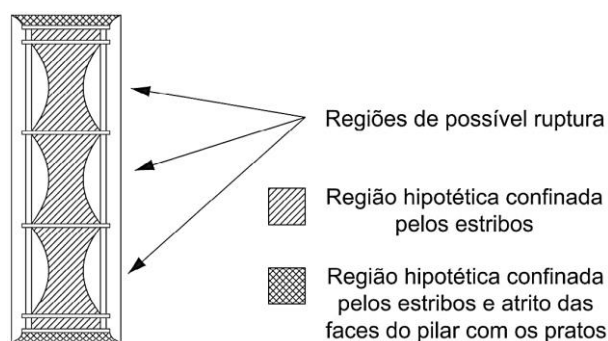 Regiões de possível ruptura
Região hipotética confinada
pelos estribos
Região hipotética confinada
pelos estribos e atrito das
faces do pilar com os pratos